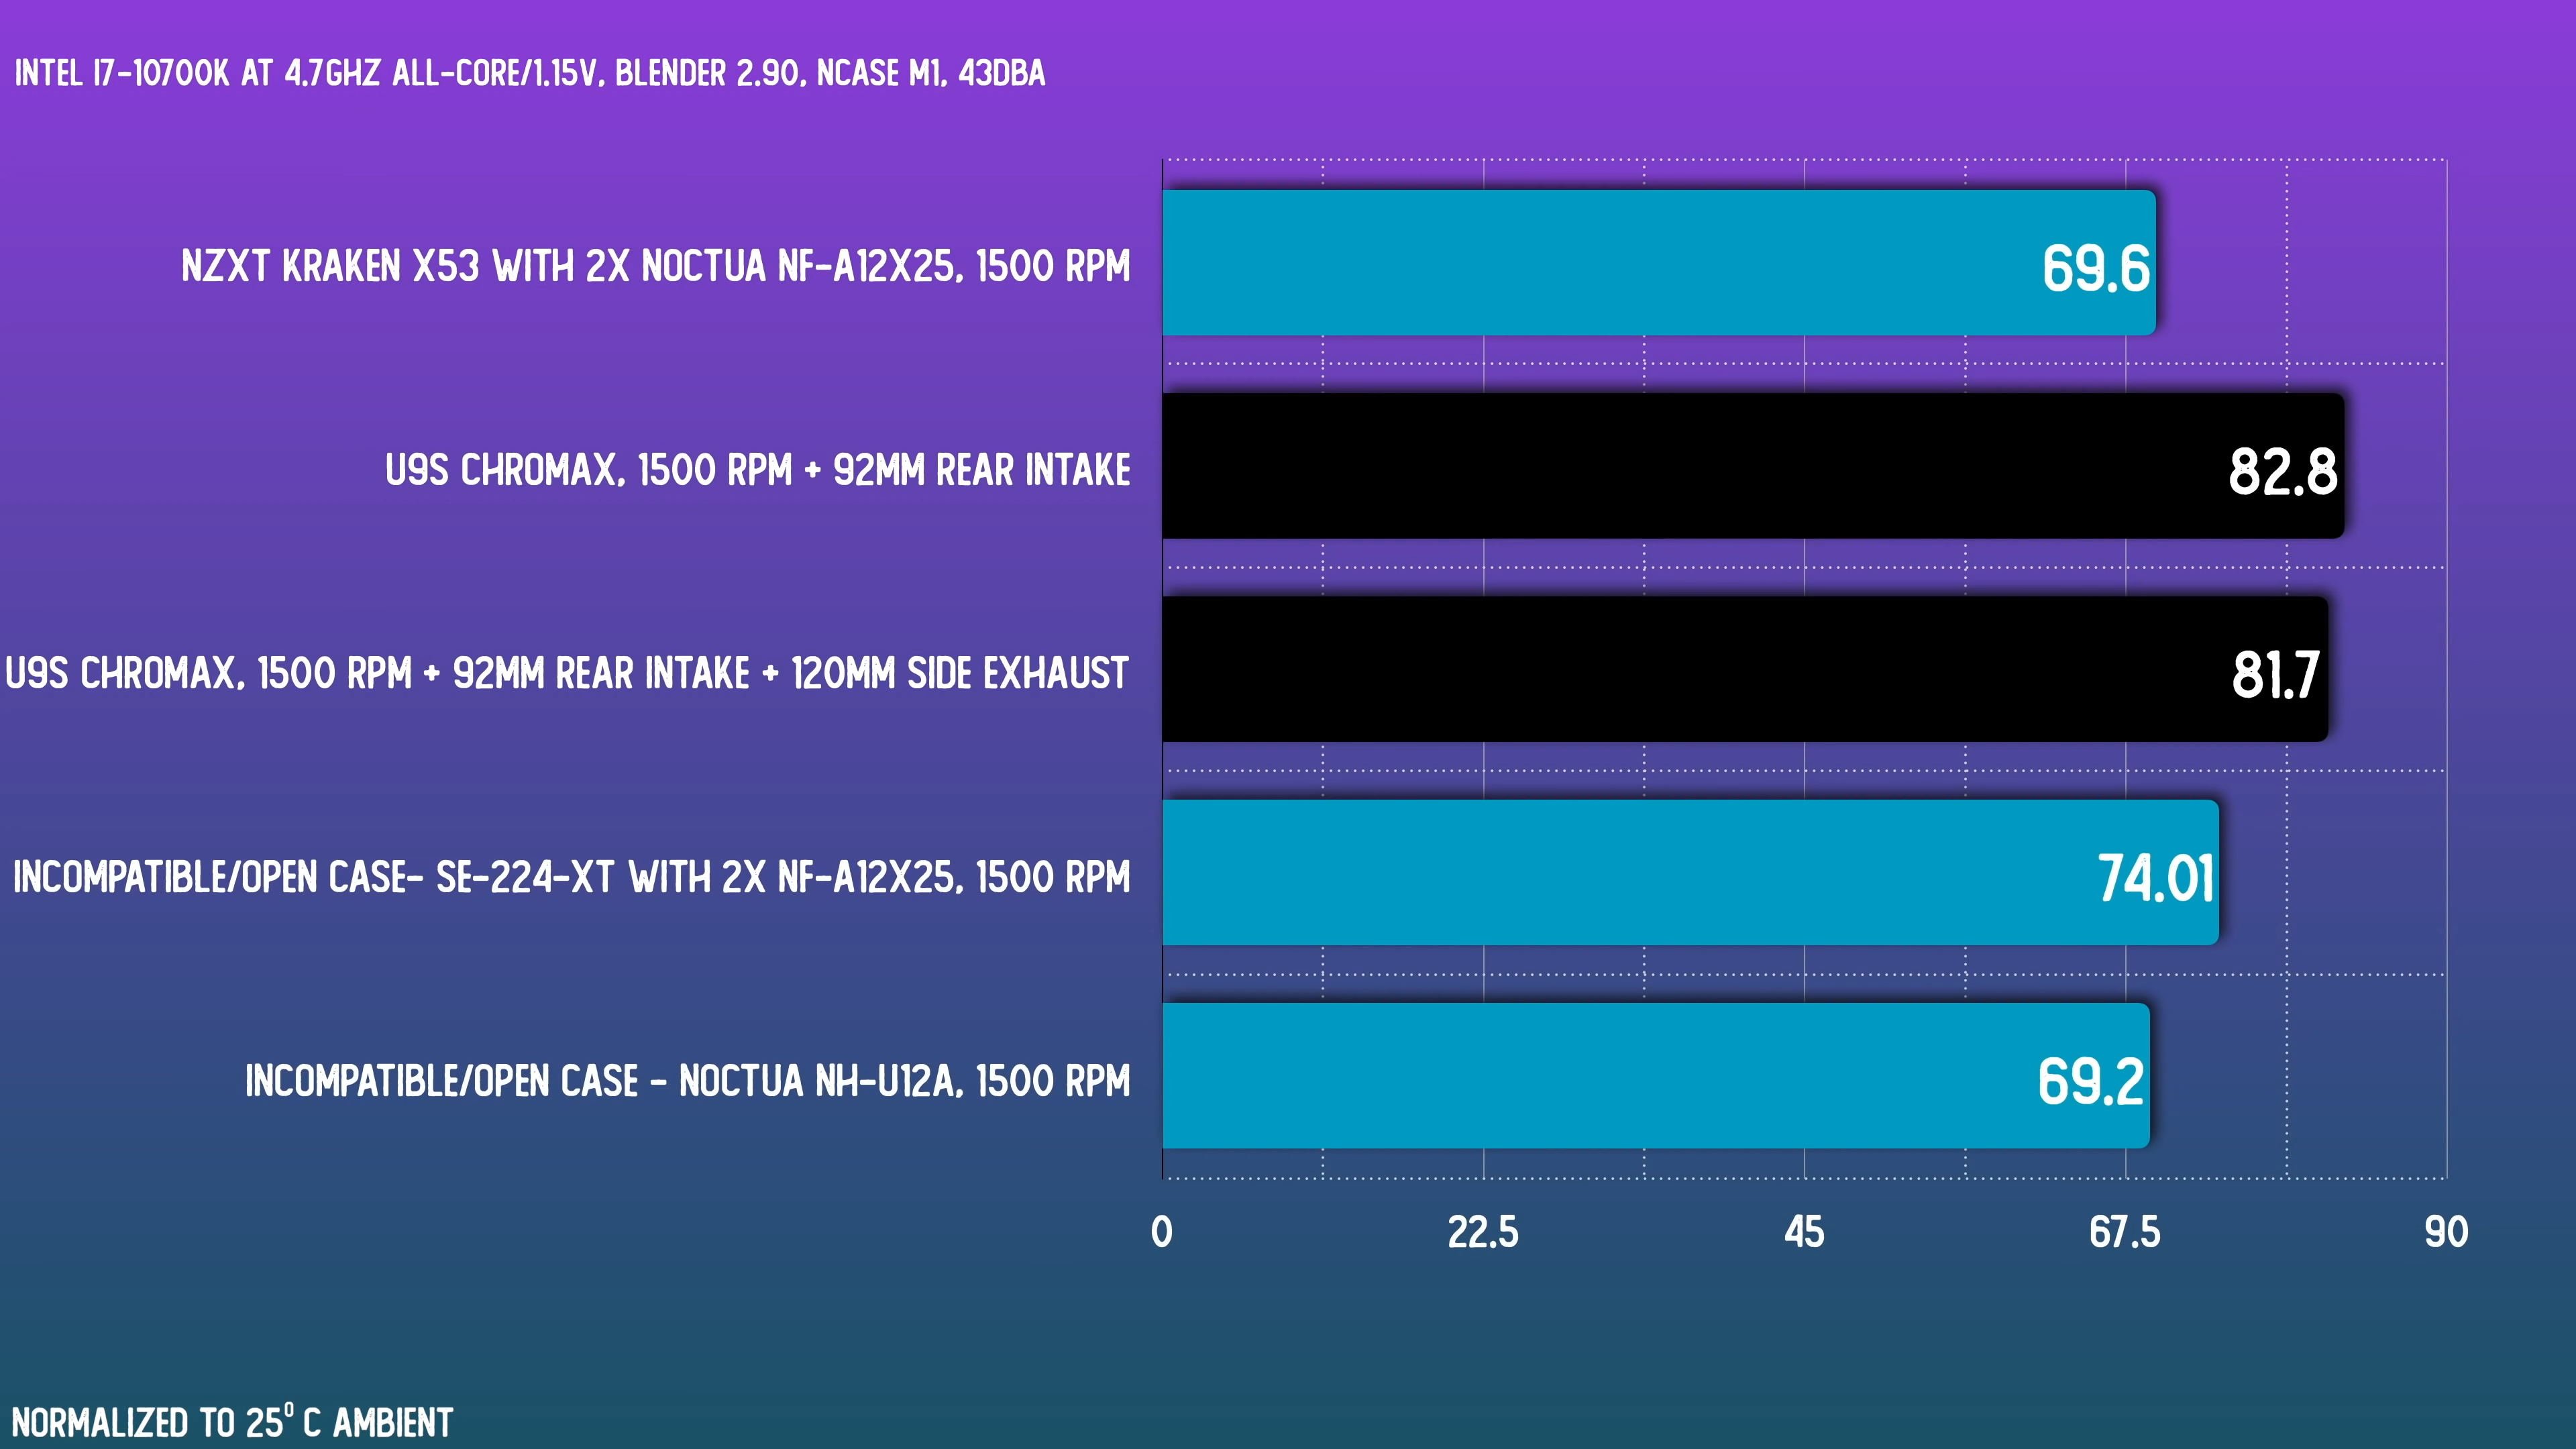 INTEL I7-10700K AT 4.7GHZ ALL-CORE/1.15V, BLENDER 2.90, NCASE M1, 43DBA
NZXT KRAKEN X53 WITH 2X NOCTUA NF-A12X25, 1500 RPM
69.6
U9S CHROMAX, 1500 RPM + 92MM REAR INTAKE
82.8
U9S CHROMAX, 1500 RPM + 92MM REAR INTAKE + 120MM SIDE EXHAUST
81.7
INCOMPATIBLE/OPEN CASE- SE-224-XT WITH 2X NF-A12X25, 1500 RPM
74.01
INCOMPATIBLE/OPEN CASE - NOCTUA NH-U12A, 1500 RPM
69.2
0 22.5 45 67.5 90
NORMALIZED TO 25⁰ C AMBIENT